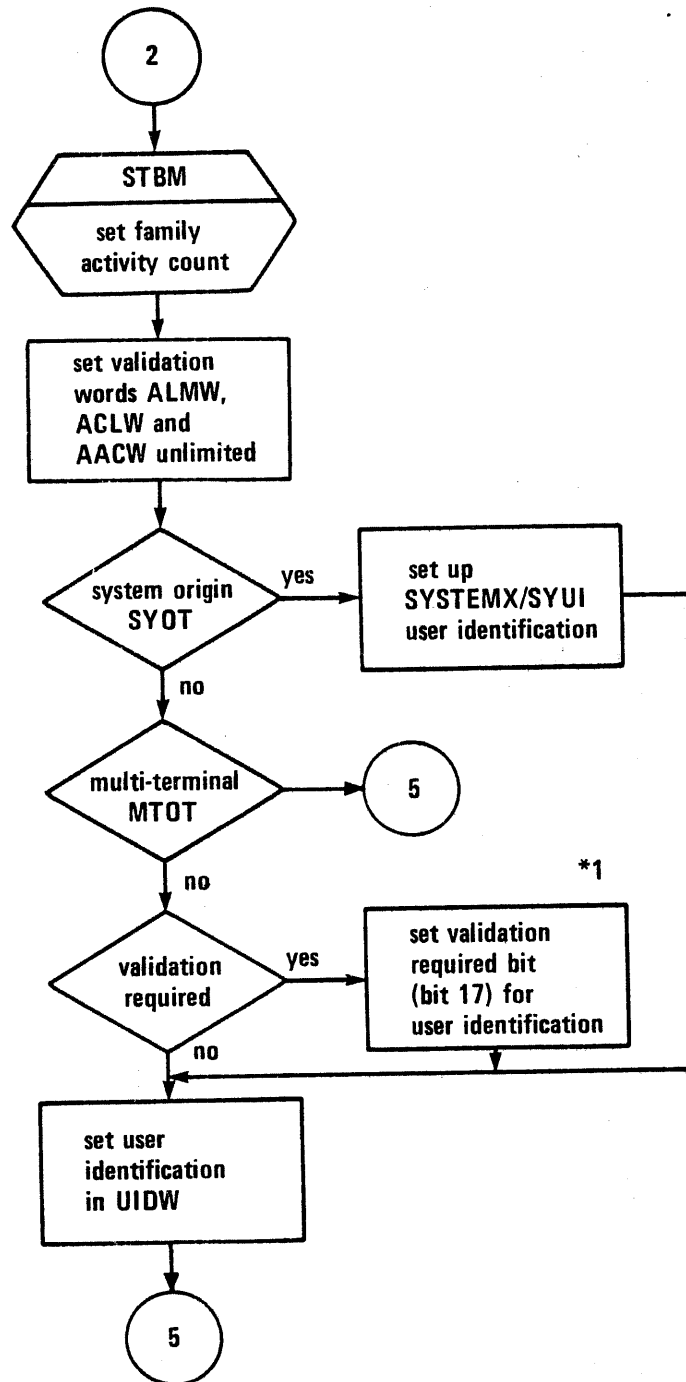 2
STBM
set family
activity count
set validation
words ALMW,
ACLW and
AACW unlimited
system origin
SYOT
yes
set up
SYSTEMX/SYUI
user identification
no
multi-terminal
MTOT
5
no
*1
validation
required
yes
set validation
required bit
(bit 17) for
user identification
no
set user
identification
in UIDW
5